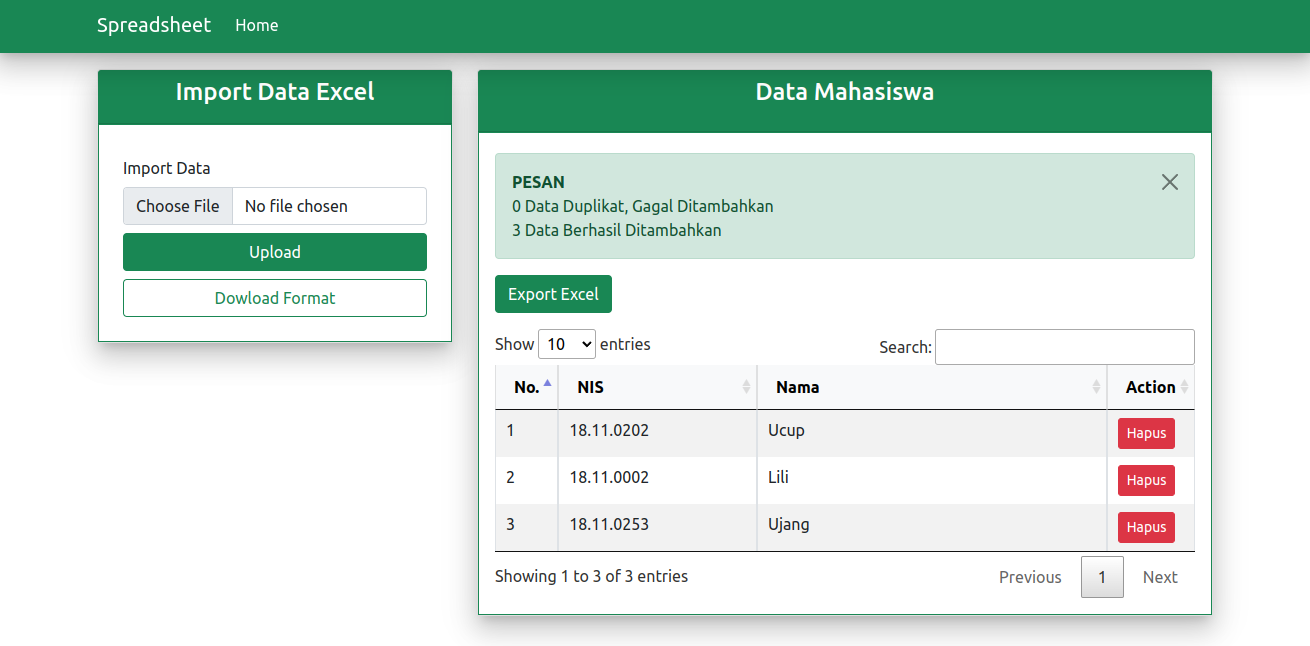 Spreadsheet Home
Import Data Excel
Import Data
Choose File No file chosen
Upload
Dowload Format
Data Mahasiswa
PESAN
0 Data Duplikat, Gagal Ditambahkan
3 Data Berhasil Ditambahkan
Export Excel
Show 10 entries Search:
No. NIS Nama Action
1 18.11.0202 Ucup Hapus
2 18.11.0002 Lili Hapus
3 18.11.0253 Ujang Hapus
Showing 1 to 3 of 3 entries Previous 1 Next